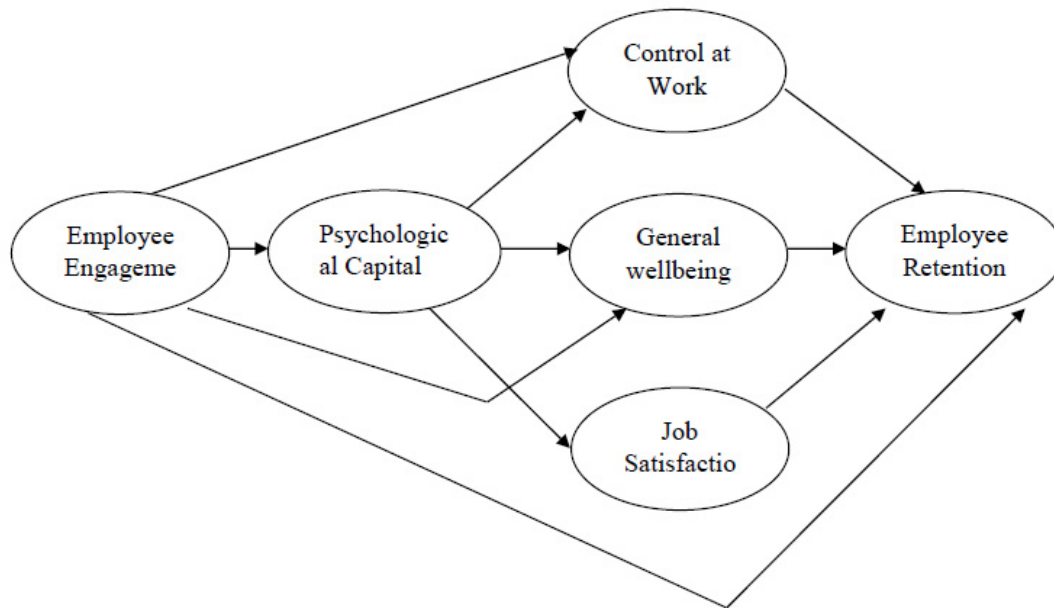 Control at
Work
Employee
Engageme
Psychologic
al Capital
General
wellbeing
Employee
Retention
Job
Satisfactio